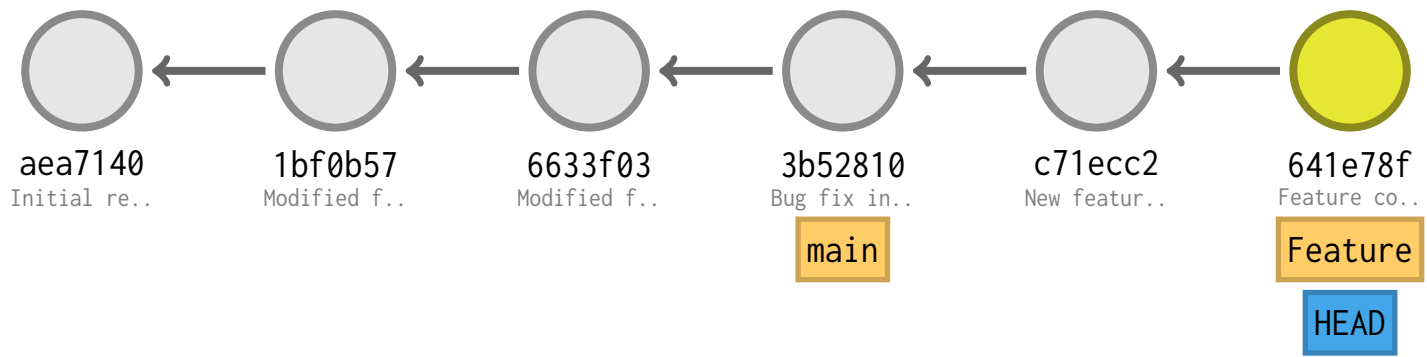 aea7140 1bf0b57 6633f03 3b52810 c71ecc2 641e78f
Initial re.. Modified f.. Modified f.. Bug fix in.. New featur.. Feature co..
main Feature
HEAD